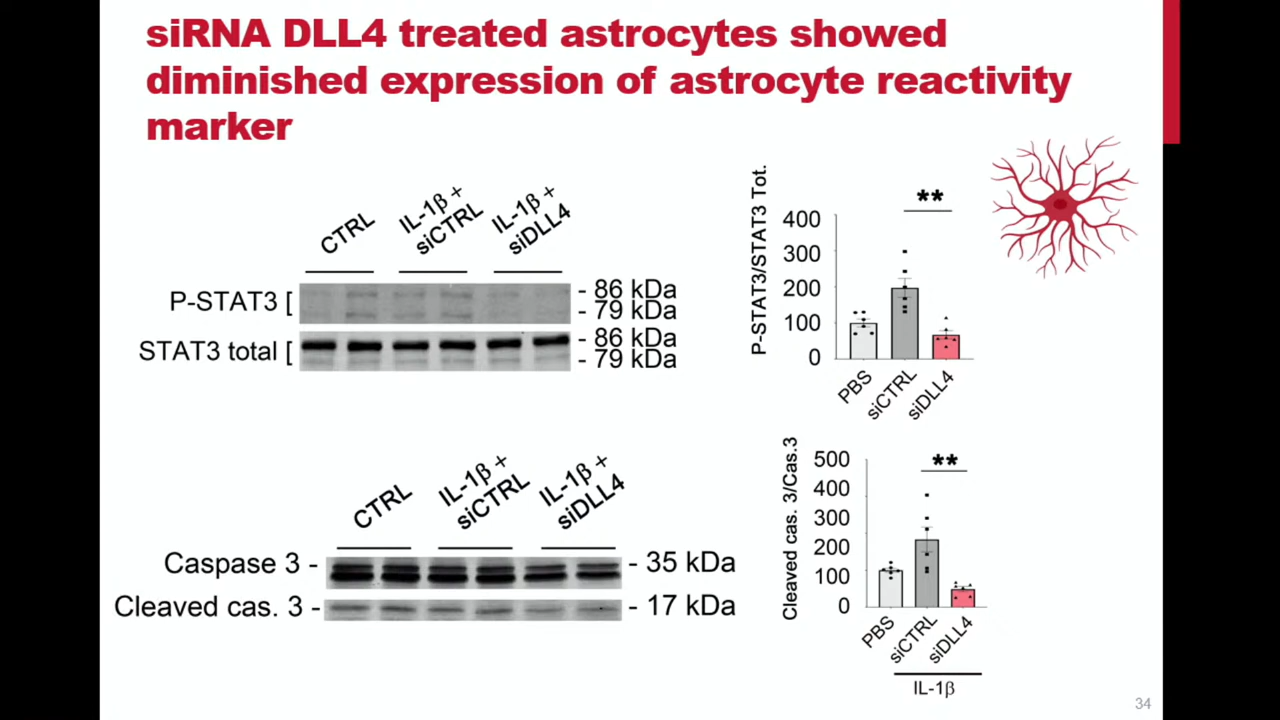 siRNA DLL4 treated astrocytes showed
diminished expression of astrocyte reactivity
marker
CTRL
IL-1β +
siCTRL
IL-1β +
siDLL4
P-STAT3 [
- 86 kDa
- 79 kDa
STAT3 total [
- 86 kDa
- 79 kDa
P-STAT3/STAT3 Tot.
**
400
300
200
100
0
PBS
siCTRL
siDLL4
CTRL
IL-1β +
siCTRL
IL-1β +
siDLL4
Caspase 3 -
- 35 kDa
Cleaved cas. 3 -
- 17 kDa
Cleaved cas. 3/Cas.3
**
500
400
300
200
100
0
PBS
siCTRL
siDLL4
IL-1β
34